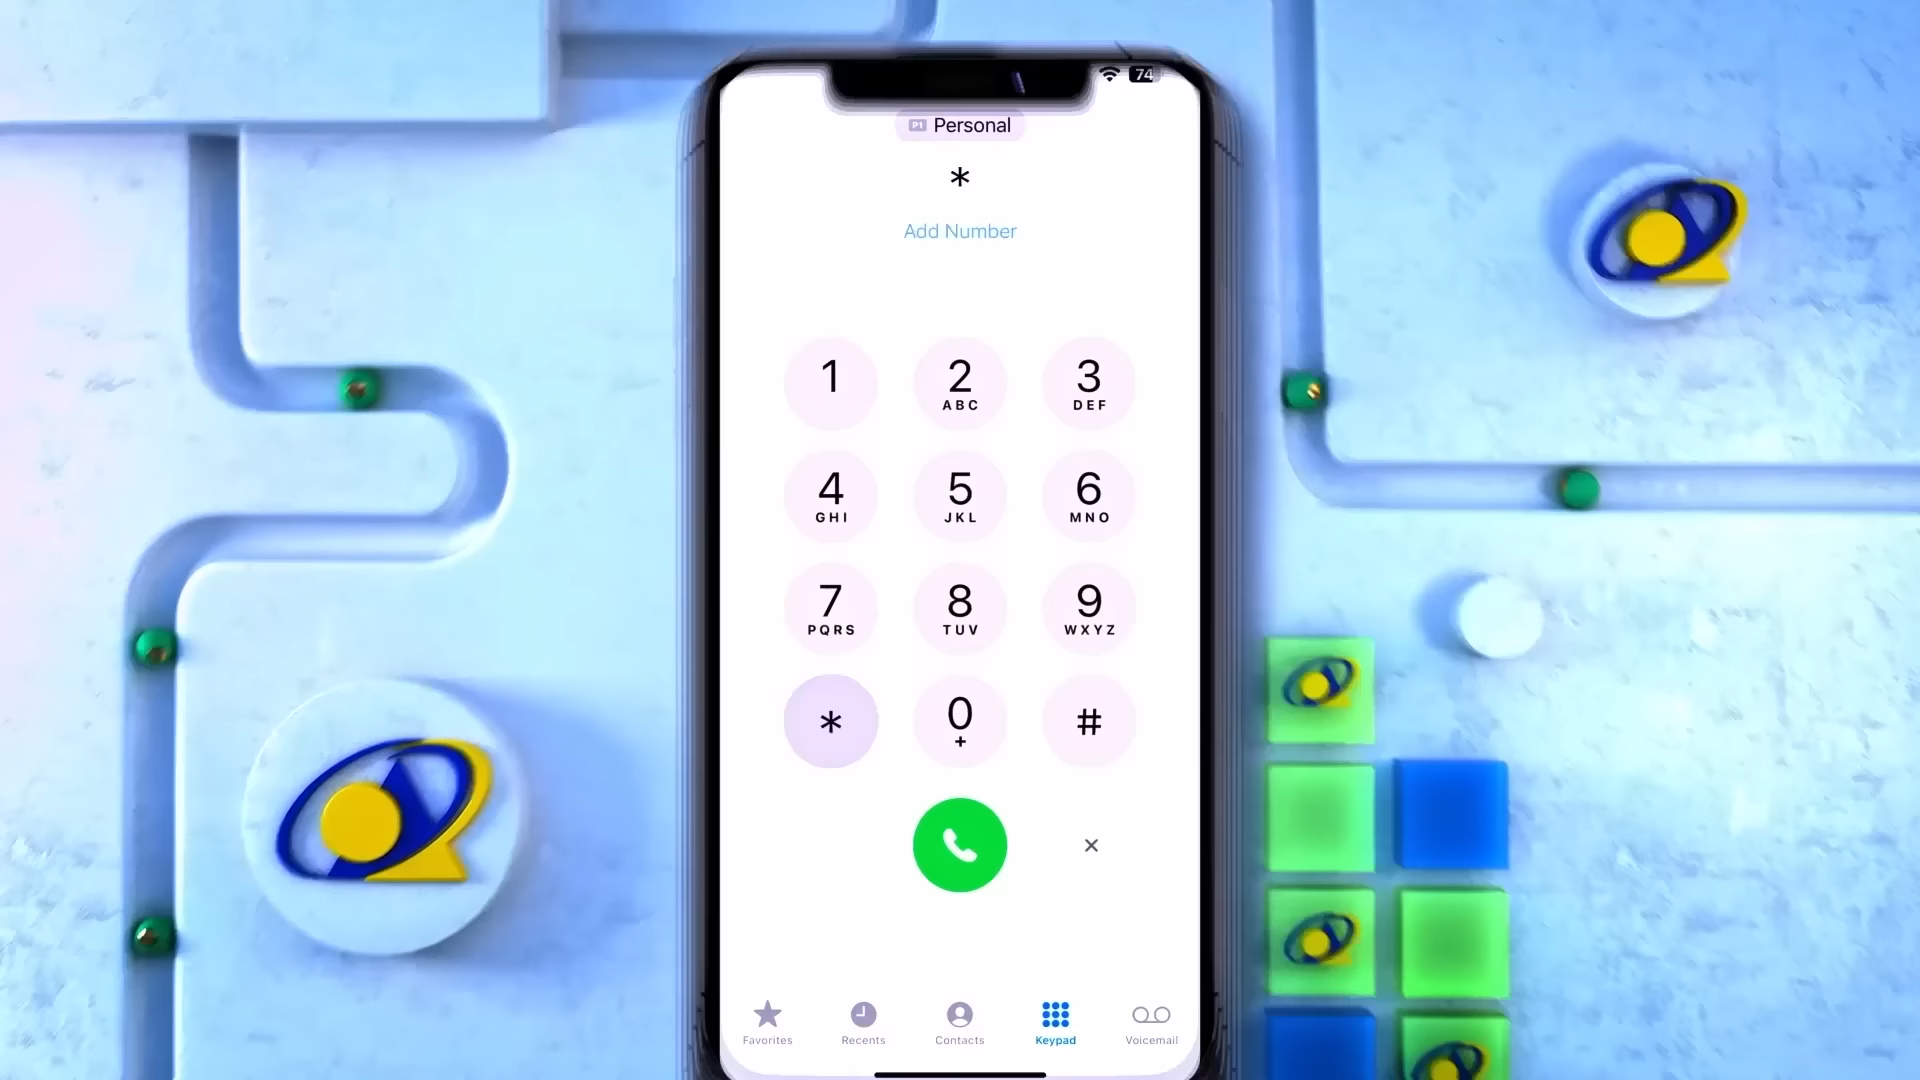 74
P1 Personal
*
Add Number
1
2
ABC
3
DEF
4
GHI
5
JKL
6
MNO
7
PQRS
8
TUV
9
WXYZ
*
0
+
#
×
Favorites
Recents
Contacts
Keypad
Voicemail